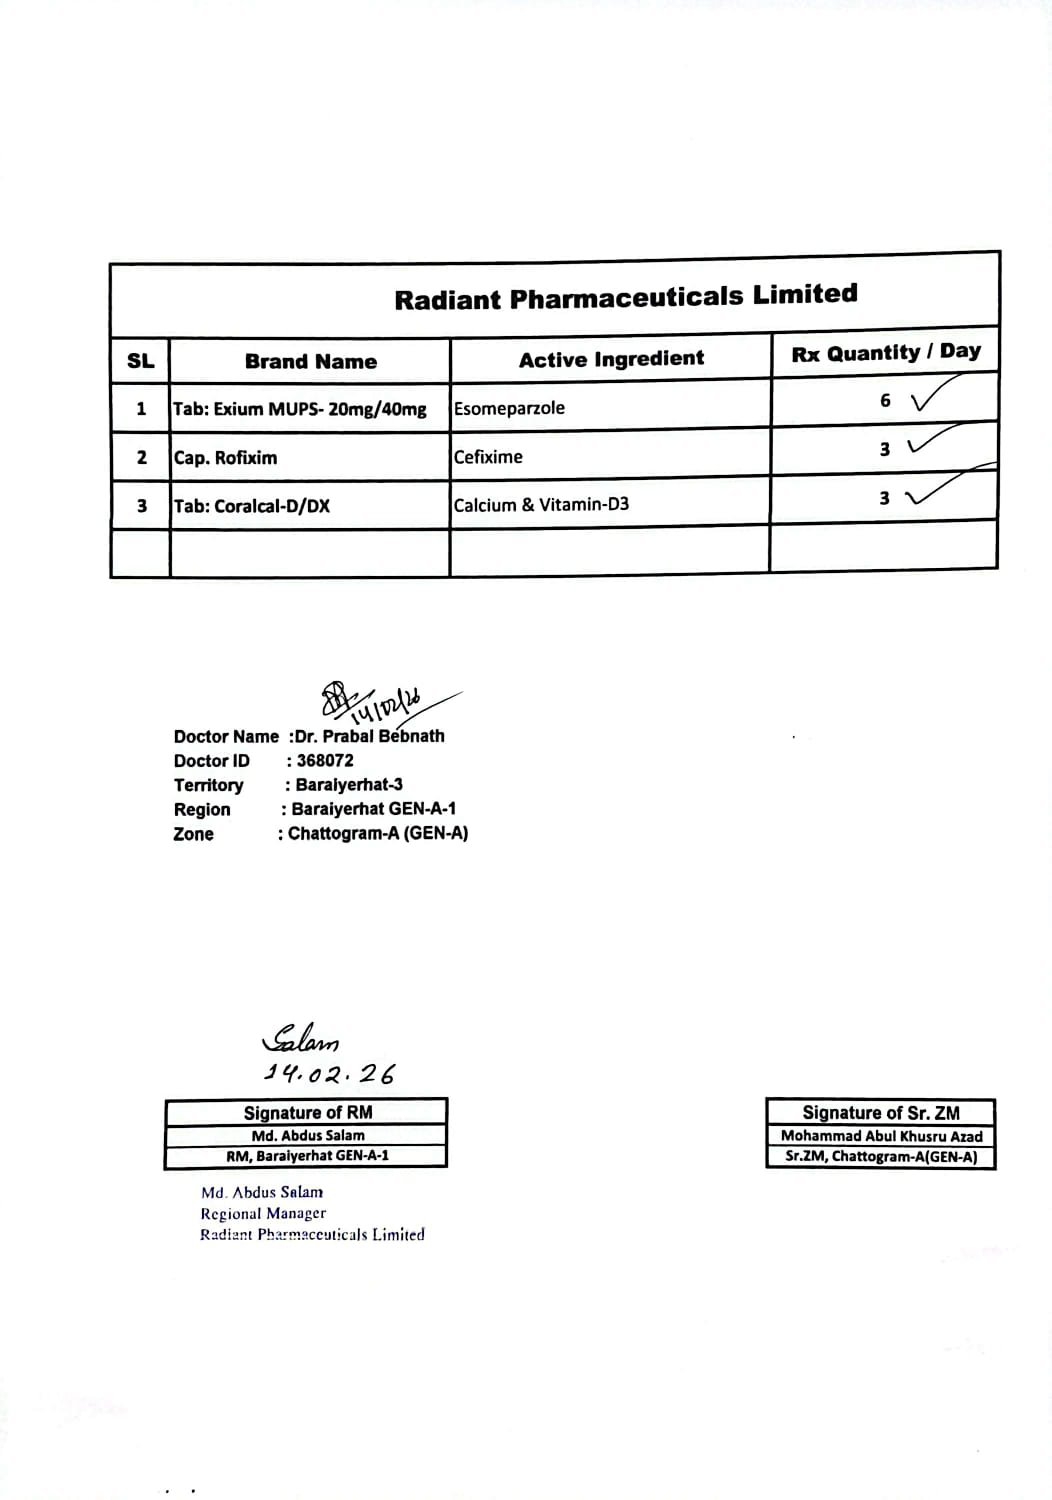 Radiant Pharmaceuticals Limited
SL Brand Name Active Ingredient Rx Quantity / Day
1 Tab: Exium MUPS- 20mg/40mg Esomeparzole 6 ✓
2 Cap. Rofixim Cefixime 3 ✓
3 Tab: Coralcal-D/DX Calcium & Vitamin-D3 3 ✓
14/02/26
Doctor Name :Dr. Prabal Bebnath
Doctor ID : 368072
Territory : Baraiyerhat-3
Region : Baraiyerhat GEN-A-1
Zone : Chattogram-A (GEN-A)
Salam
14.02.26
Signature of RM
Md. Abdus Salam
RM, Baraiyerhat GEN-A-1
Signature of Sr. ZM
Mohammad Abul Khusru Azad
Sr.ZM, Chattogram-A(GEN-A)
Md. Abdus Salam
Regional Manager
Radiant Pharmaceuticals Limited